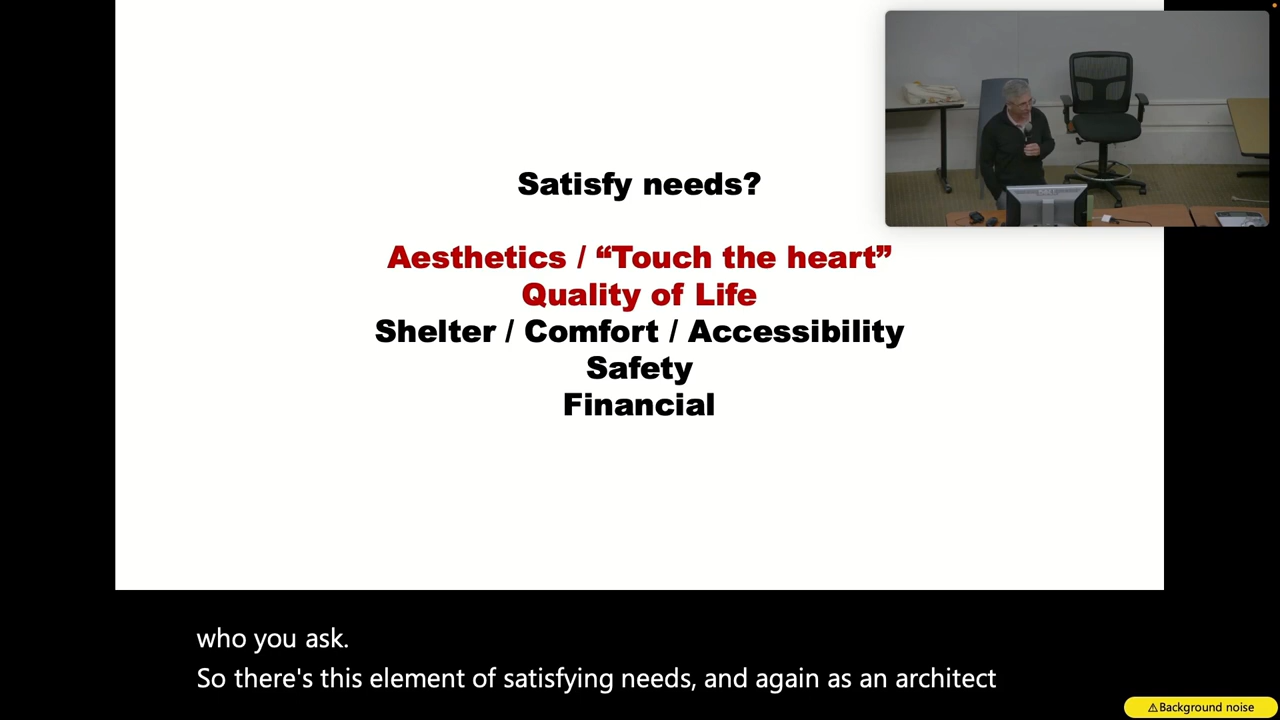 Satisfy needs?
Aesthetics / “Touch the heart”
Quality of Life
Shelter / Comfort / Accessibility
Safety
Financial
who you ask.
So there's this element of satisfying needs, and again as an architect
⚠Background noise